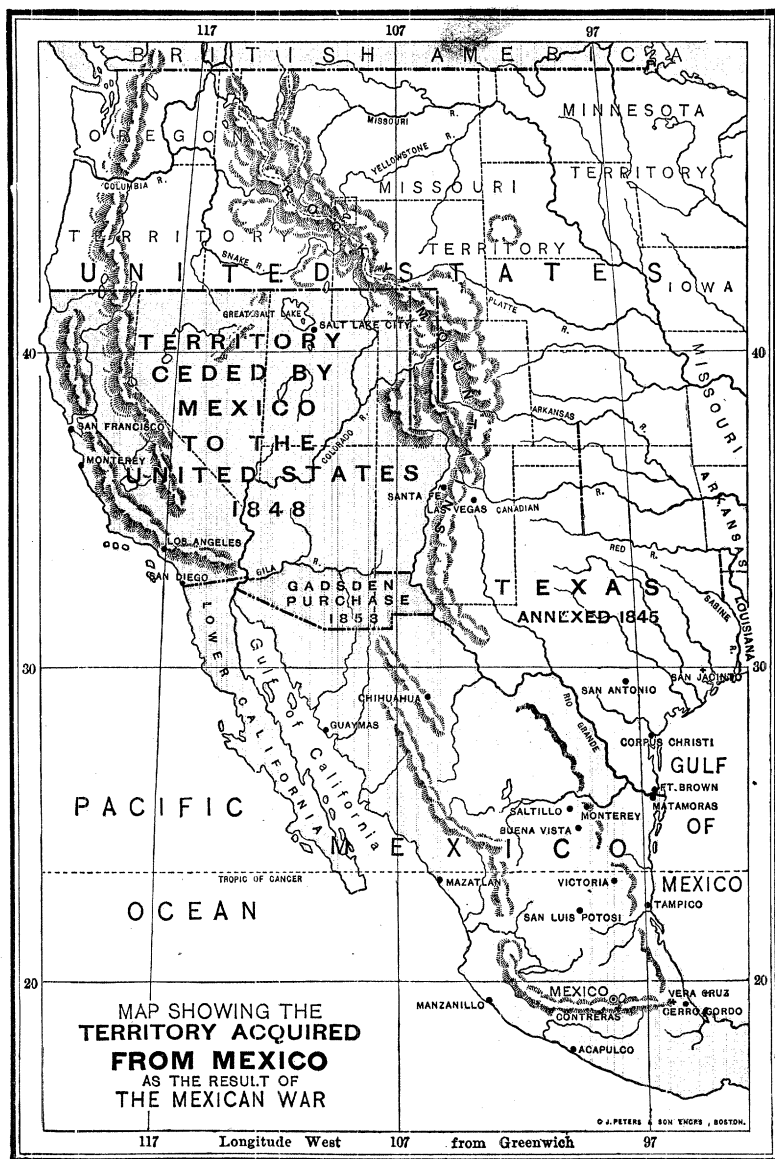 117 107 97
BRITISH AMERICA
OREGON
TERRITORY
MISSOURI R.
YELLOWSTONE R.
MISSOURI
TERRITORY
MINNESOTA
TERRITORY
COLUMBIA R.
SNAKE R.
ROCKY MOUNTAINS
UNITED STATES
IOWA
PLATTE R.
GREAT SALT LAKE
SALT LAKE CITY
40
40
TERRITORY
CEDED BY
MEXICO
TO THE
UNITED STATES
1848
MISSOURI
ARKANSAS R.
COLORADO R.
SAN FRANCISCO
MONTEREY
SANTA FE
LAS VEGAS
CANADIAN R.
ARKANSAS
LOS ANGELES
SAN DIEGO
GILA R.
RED R.
GADSDEN
PURCHASE
1853
TEXAS
ANNEXED 1845
SABINE R.
LOUISIANA
30
30
LOWER CALIFORNIA
Gulf of California
CHIHUAHUA
GUAYMAS
SAN ANTONIO
SAN JACINTO
RIO GRANDE
CORPUS CHRISTI
GULF
OF
MEXICO
FT. BROWN
MATAMORAS
SALTILLO
MONTEREY
BUENA VISTA
PACIFIC
OCEAN
MEXICO
TROPIC OF CANCER
MAZATLAN
VICTORIA
TAMPICO
SAN LUIS POTOSI
20
20
MEXICO
VERA CRUZ
MANZANILLO
CONTRERAS
CERRO GORDO
ACAPULCO
MAP SHOWING THE
TERRITORY ACQUIRED
FROM MEXICO
AS THE RESULT OF
THE MEXICAN WAR
J. PETERS & SON ENGRS., BOSTON.
117 Longitude West 107 from Greenwich 97